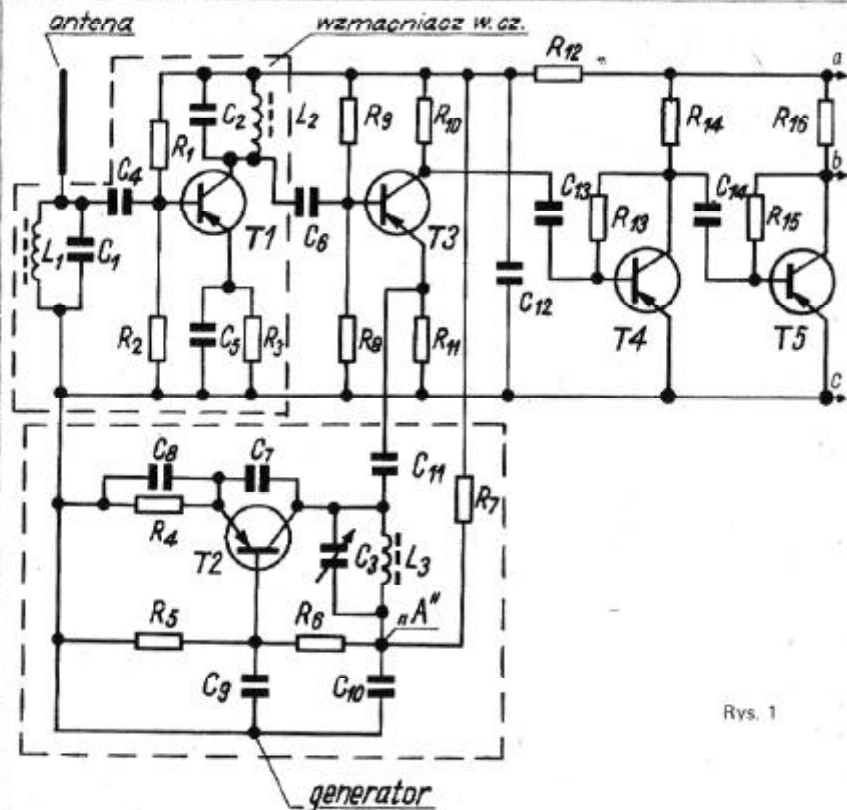 antena
wzmacniacz w.cz.
R12
a
C2
L2
R9
R10
R14
R16
R1
C4
b
C13
C14
T1
C6
T3
R13
R15
L1
C1
C12
R2
C5
R3
R8
R11
T4
T5
c
C8
C7
C11
R7
R4
T2
C3
L3
R5
R6
„A"
C9
C10
Rys. 1
generator